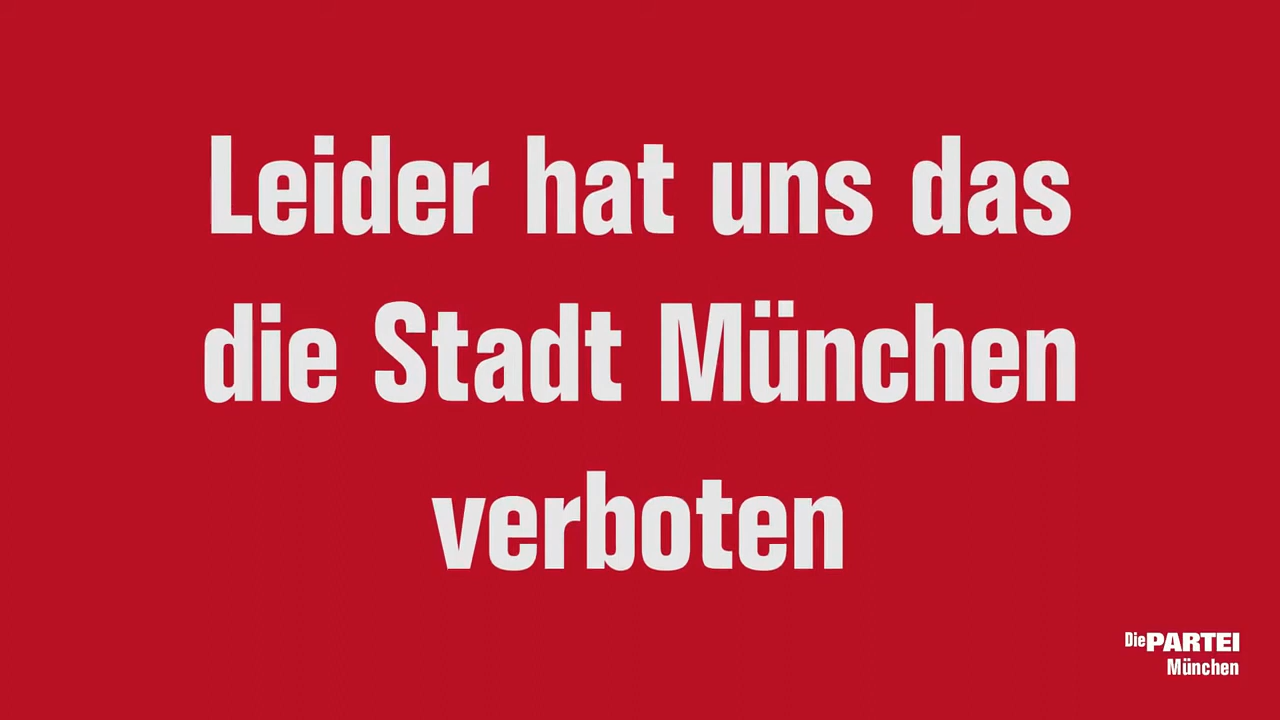 Leider hat uns das
die Stadt München
verboten
Die PARTEI
München